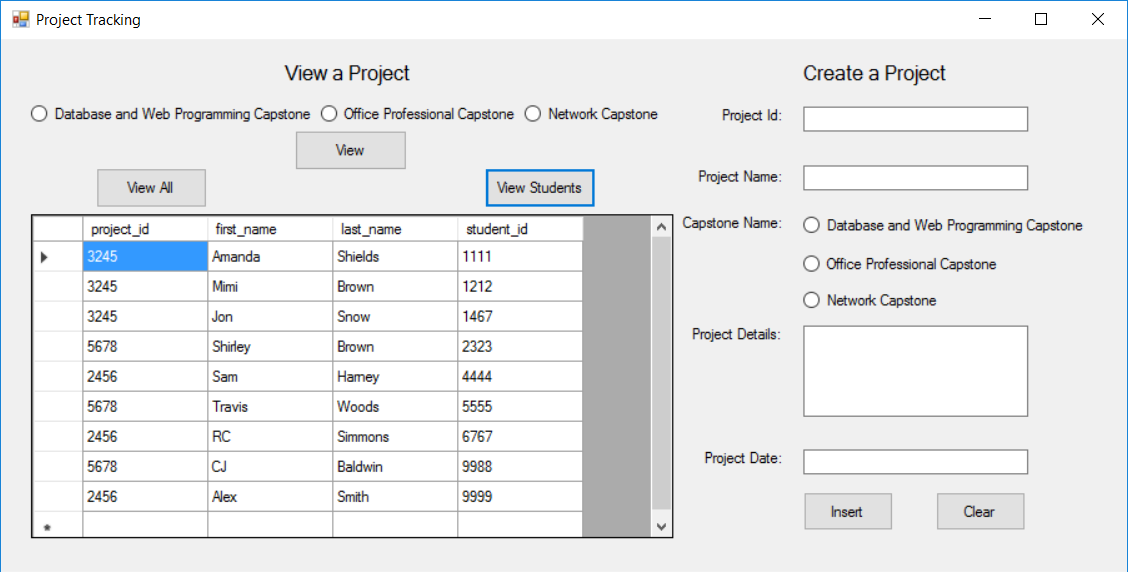 Project Tracking
View a Project
Database and Web Programming Capstone Office Professional Capstone Network Capstone
View
View All View Students
project_id first_name last_name student_id
3245 Amanda Shields 1111
3245 Mimi Brown 1212
3245 Jon Snow 1467
5678 Shirley Brown 2323
2456 Sam Harney 4444
5678 Travis Woods 5555
2456 RC Simmons 6767
5678 CJ Baldwin 9988
2456 Alex Smith 9999
*
Create a Project
Project Id:
Project Name:
Capstone Name: Database and Web Programming Capstone
Office Professional Capstone
Network Capstone
Project Details:
Project Date:
Insert Clear